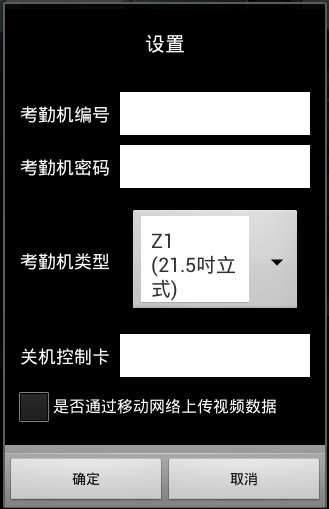 设置
考勤机编号
考勤机密码
考勤机类型
Z1
(21.5吋立
式)
关机控制卡
是否通过移动网络上传视频数据
确定
取消